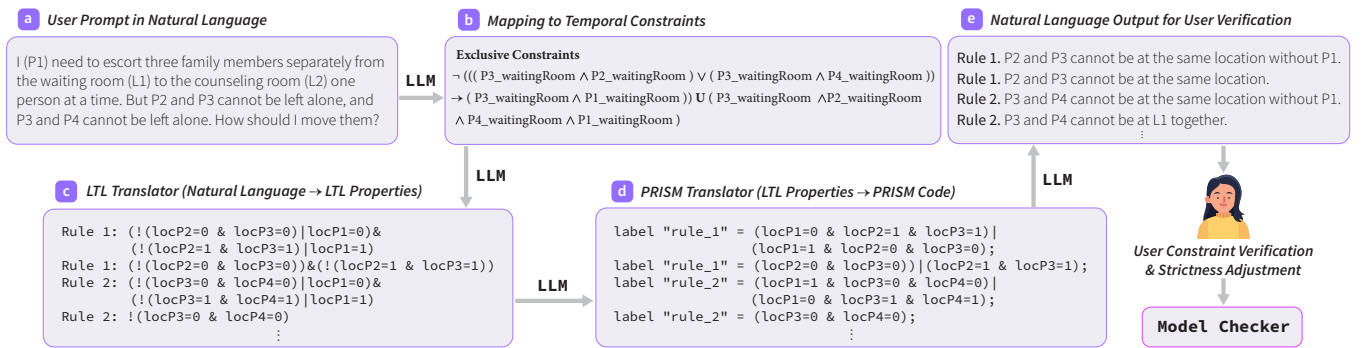 a User Prompt in Natural Language
I (P1) need to escort three family members separately from
the waiting room (L1) to the counseling room (L2) one
person at a time. But P2 and P3 cannot be left alone, and
P3 and P4 cannot be left alone. How should I move them?
LLM
b Mapping to Temporal Constraints
Exclusive Constraints
¬ ((( P3_waitingRoom ∧ P2_waitingRoom ) ∨ ( P3_waitingRoom ∧ P4_waitingRoom ))
→ ( P3_waitingRoom ∧ P1_waitingRoom )) U ( P3_waitingRoom ∧P2_waitingRoom
∧ P4_waitingRoom ∧ P1_waitingRoom )
LLM
c LTL Translator (Natural Language → LTL Properties)
Rule 1: (!(locP2=0 & locP3=0)|locP1=0)&
(!(locP2=1 & locP3=1)|locP1=1)
Rule 1: (!(locP2=0 & locP3=0))&(!(locP2=1 & locP3=1))
Rule 2: (!(locP3=0 & locP4=0)|locP1=0)&
(!(locP3=1 & locP4=1)|locP1=1)
Rule 2: !(locP3=0 & locP4=0)
⋮
LLM
d PRISM Translator (LTL Properties → PRISM Code)
label "rule_1" = (locP1=0 & locP2=1 & locP3=1)|
(locP1=1 & locP2=0 & locP3=0);
label "rule_1" = (locP2=0 & locP3=0))|(locP2=1 & locP3=1);
label "rule_2" = (locP1=1 & locP3=0 & locP4=0)|
(locP1=0 & locP3=1 & locP4=1);
label "rule_2" = (locP3=0 & locP4=0);
⋮
LLM
e Natural Language Output for User Verification
Rule 1. P2 and P3 cannot be at the same location without P1.
Rule 1. P2 and P3 cannot be at the same location.
Rule 2. P3 and P4 cannot be at the same location without P1.
Rule 2. P3 and P4 cannot be at L1 together.
⋮
User Constraint Verification
& Strictness Adjustment
Model Checker